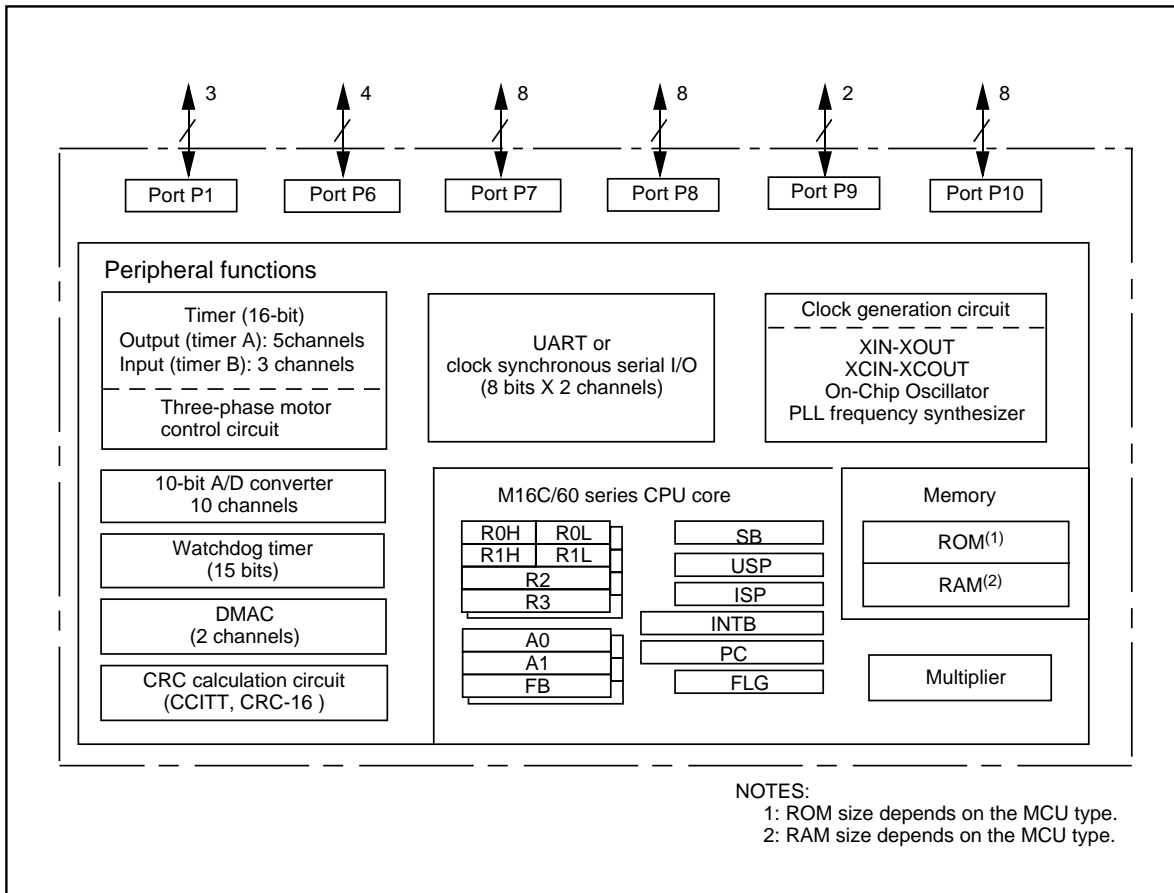 3
4
8
8
2
8
Port P1
Port P6
Port P7
Port P8
Port P9
Port P10
Peripheral functions
Timer (16-bit)
Output (timer A): 5channels
Input (timer B): 3 channels
Three-phase motor
control circuit
UART or
clock synchronous serial I/O
(8 bits X 2 channels)
Clock generation circuit
XIN-XOUT
XCIN-XCOUT
On-Chip Oscillator
PLL frequency synthesizer
10-bit A/D converter
10 channels
Watchdog timer
(15 bits)
DMAC
(2 channels)
CRC calculation circuit
(CCITT, CRC-16 )
M16C/60 series CPU core
R0H
R0L
R1H
R1L
R2
R3
A0
A1
FB
SB
USP
ISP
INTB
PC
FLG
Memory
ROM(1)
RAM(2)
Multiplier
NOTES:
1: ROM size depends on the MCU type.
2: RAM size depends on the MCU type.